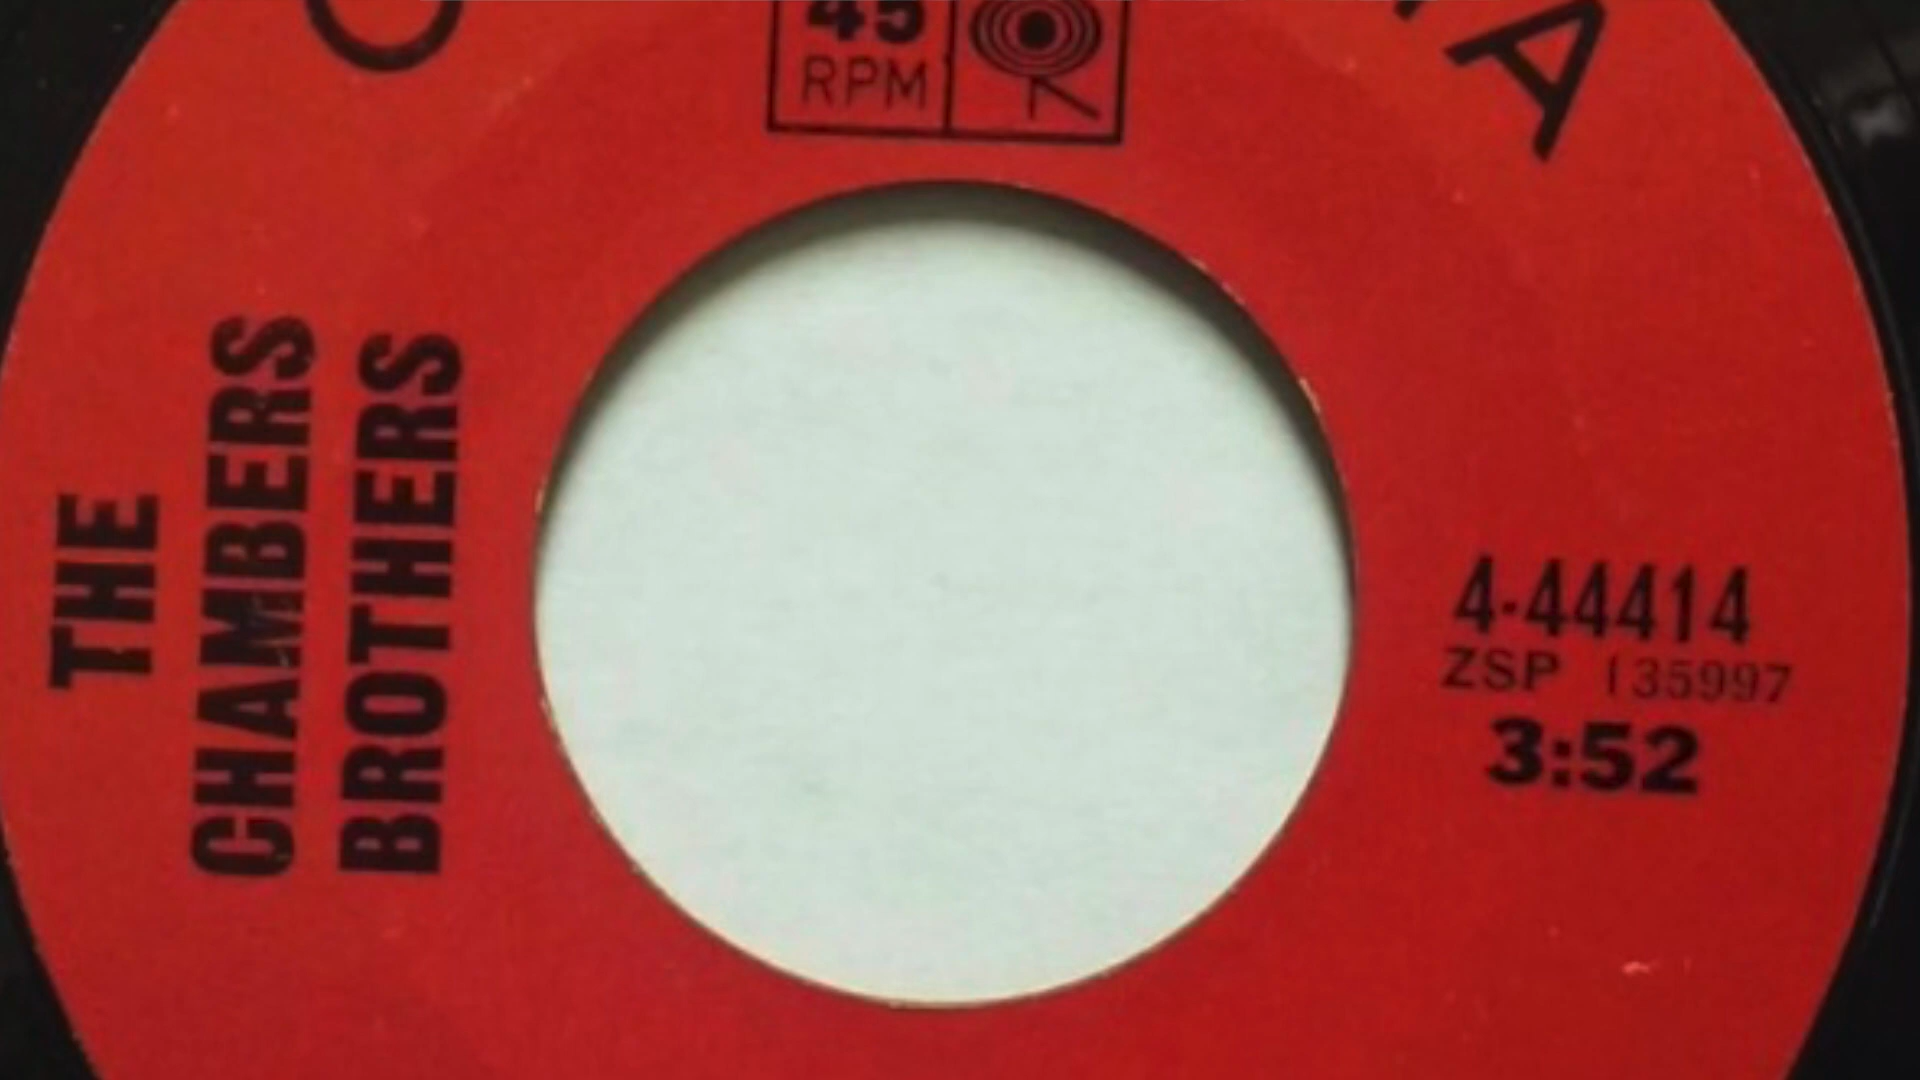 45
RPM
THE
CHAMBERS
BROTHERS
4-44414
ZSP 135997
3:52